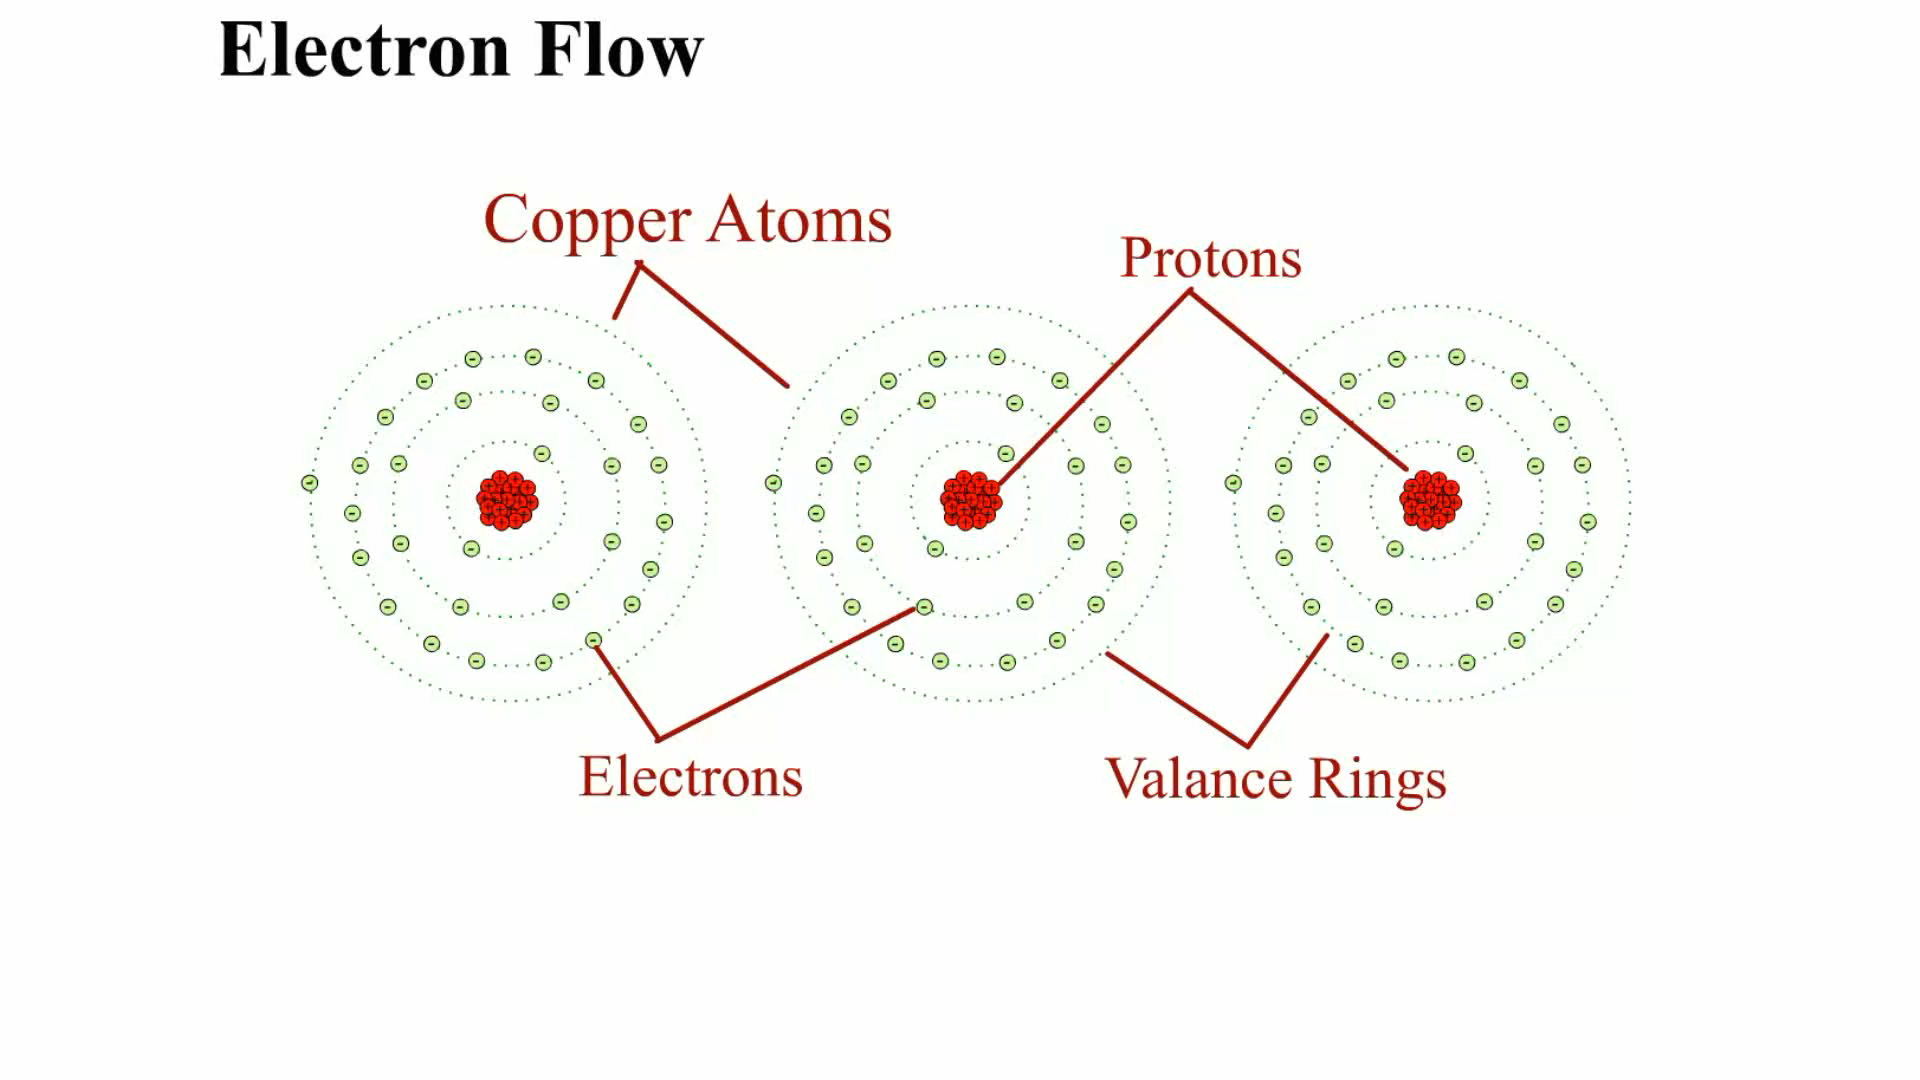 Electron Flow
Copper Atoms
Protons
Electrons
Valance Rings